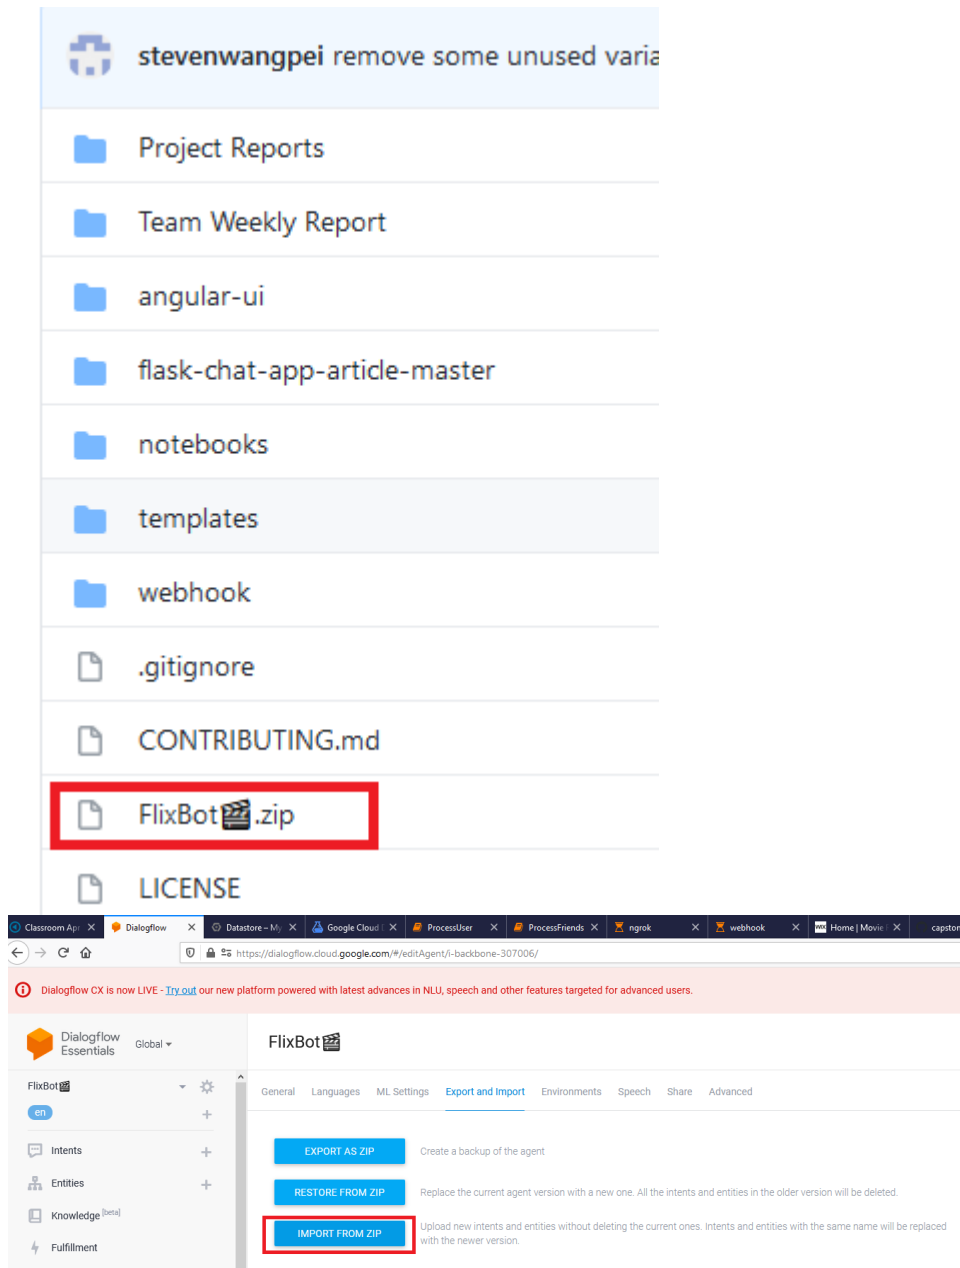 stevenwangpei remove some unused varia
Project Reports
Team Weekly Report
angular-ui
flask-chat-app-article-master
notebooks
templates
webhook
.gitignore
CONTRIBUTING.md
FlixBot🎬.zip
LICENSE
Classroom Apr Dialogflow Datastore – My Google Cloud ProcessUser ProcessFriends ngrok webhook WIX Home | Movie capston
https://dialogflow.cloud.google.com/#/editAgent/i-backbone-307006/
Dialogflow CX is now LIVE - Try out our new platform powered with latest advances in NLU, speech and other features targeted for advanced users.
Dialogflow Essentials Global
FlixBot🎬
FlixBot🎬
en
General Languages ML Settings Export and Import Environments Speech Share Advanced
Intents
Entities
Knowledge [beta]
Fulfillment
EXPORT AS ZIP Create a backup of the agent
RESTORE FROM ZIP Replace the current agent version with a new one. All the intents and entities in the older version will be deleted.
IMPORT FROM ZIP Upload new intents and entities without deleting the current ones. Intents and entities with the same name will be replaced
with the newer version.